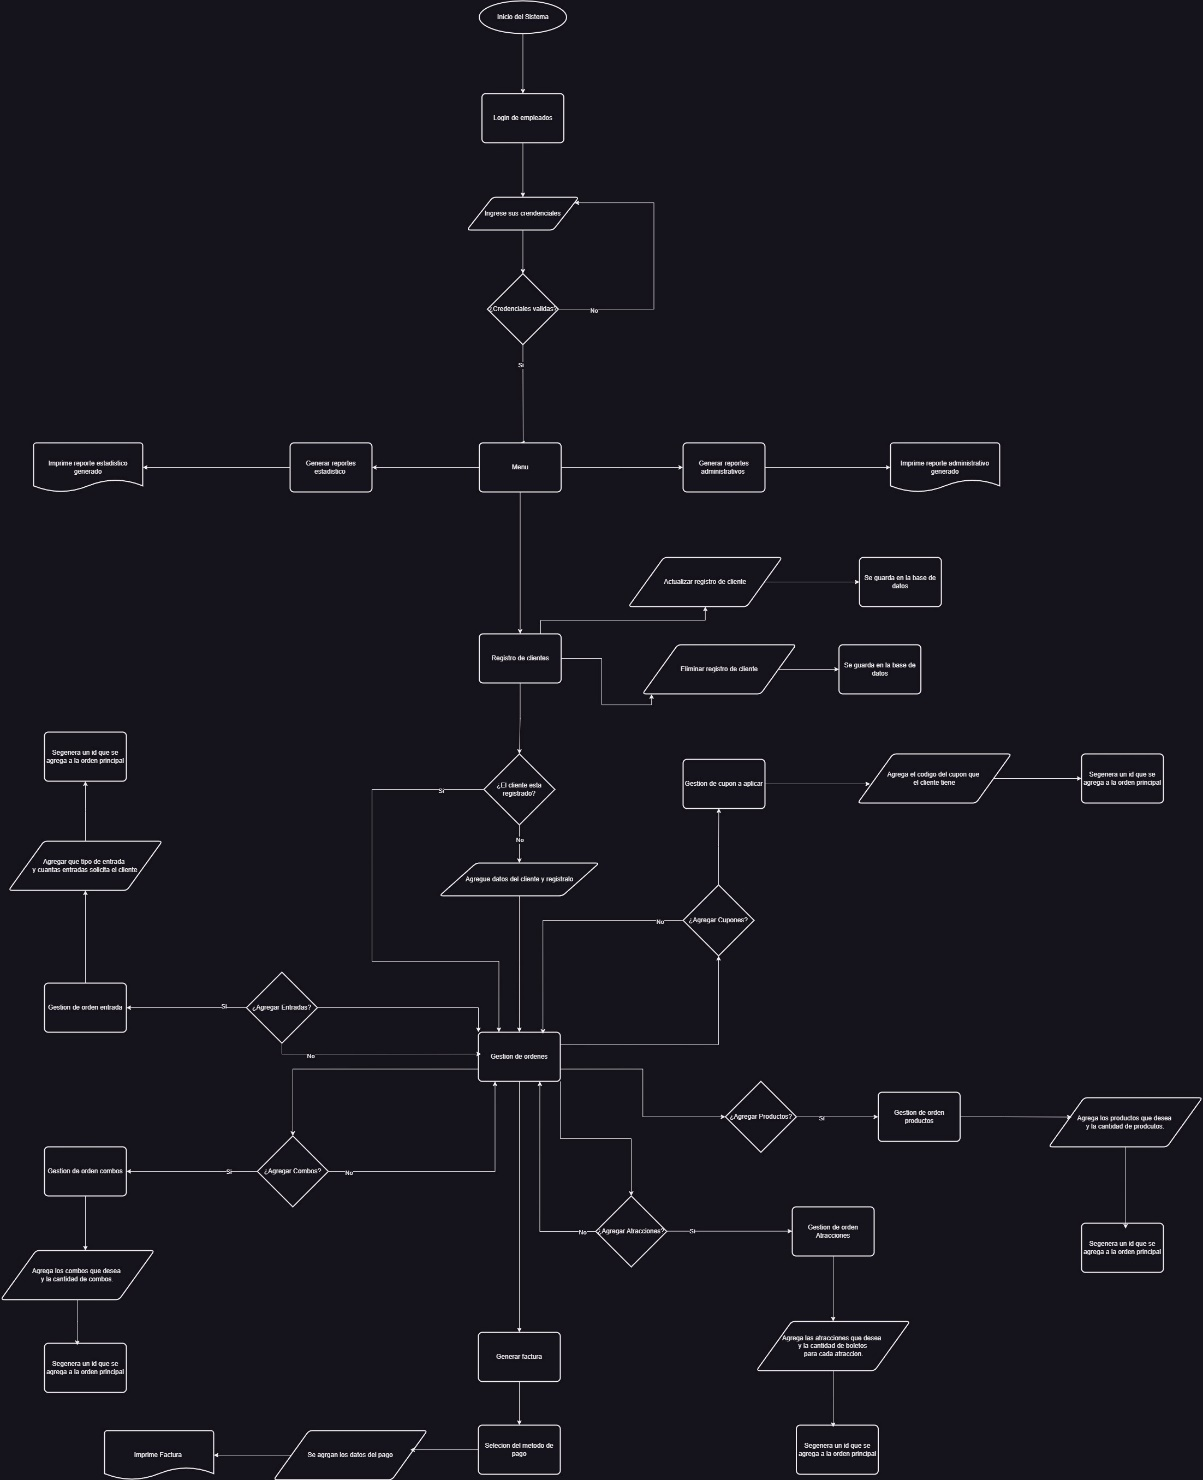 Inicio del Sistema
Login de empleados
Ingrese sus crendenciales
¿Credenciales validas?
No
Si
Imprime reporte estadistico
generado
Generar reportes
estadistico
Menu
Generar reportes
administrativos
Imprime reporte administrativo
generado
Actualizar registro de cliente
Se guarda en la base de
datos
Registro de clientes
Eliminar registro de cliente
Se guarda en la base de
datos
Segenera un id que se
agrega a la orden principal
¿El cliente esta
registrado?
Si
No
Gestion de cupon a aplicar
Agrega el codigo del cupon que
el cliente tiene
Segenera un id que se
agrega a la orden principal
Agregar que tipo de entrada
y cuantas entradas solicita el cliente
Agregue datos del cliente y registralo
No
¿Agregar Cupones?
Gestion de orden entrada
Si
¿Agregar Entradas?
No
Gestion de ordenes
¿Agregar Productos?
Si
Gestion de orden
productos
Agrega los productos que desea
y la cantidad de prodcutos.
Gestion de orden combos
Si
¿Agregar Combos?
No
No
¿Agregar Atracciones?
Si
Gestion de orden
Atracciones
Segenera un id que se
agrega a la orden principal
Agrega los combos que desea
y la cantidad de combos.
Agrega las atracciones que desea
y la cantidad de boletos
para cada atraccion.
Generar factura
Segenera un id que se
agrega a la orden principal
Imprime Factura
Se agrgan los datos del pago
Selecion del metodo de
pago
Segenera un id que se
agrega a la orden principal